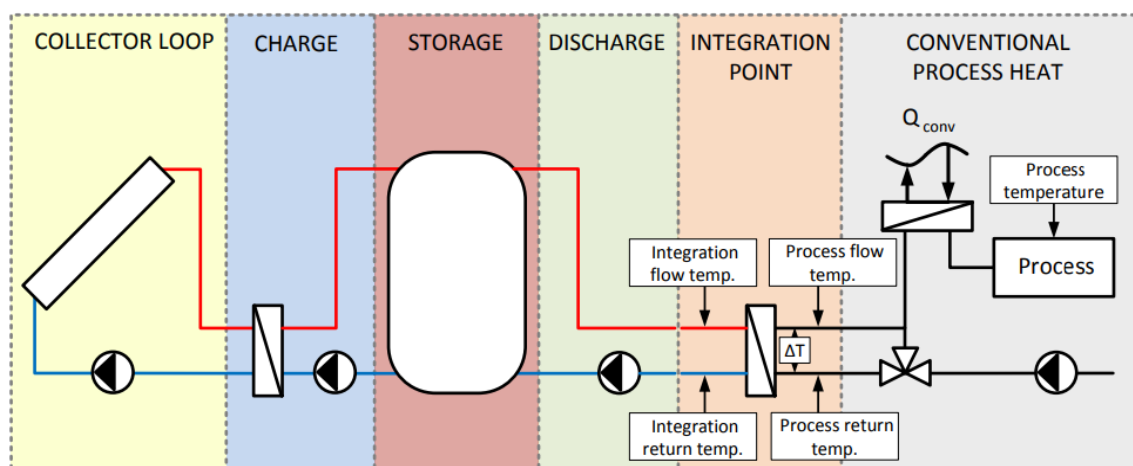 COLLECTOR LOOP
CHARGE
STORAGE
DISCHARGE
INTEGRATION
POINT
CONVENTIONAL
PROCESS HEAT
Q conv
Process
temperature
Integration
flow temp.
Process flow
temp.
Process
ΔT
Integration
return temp.
Process return
temp.